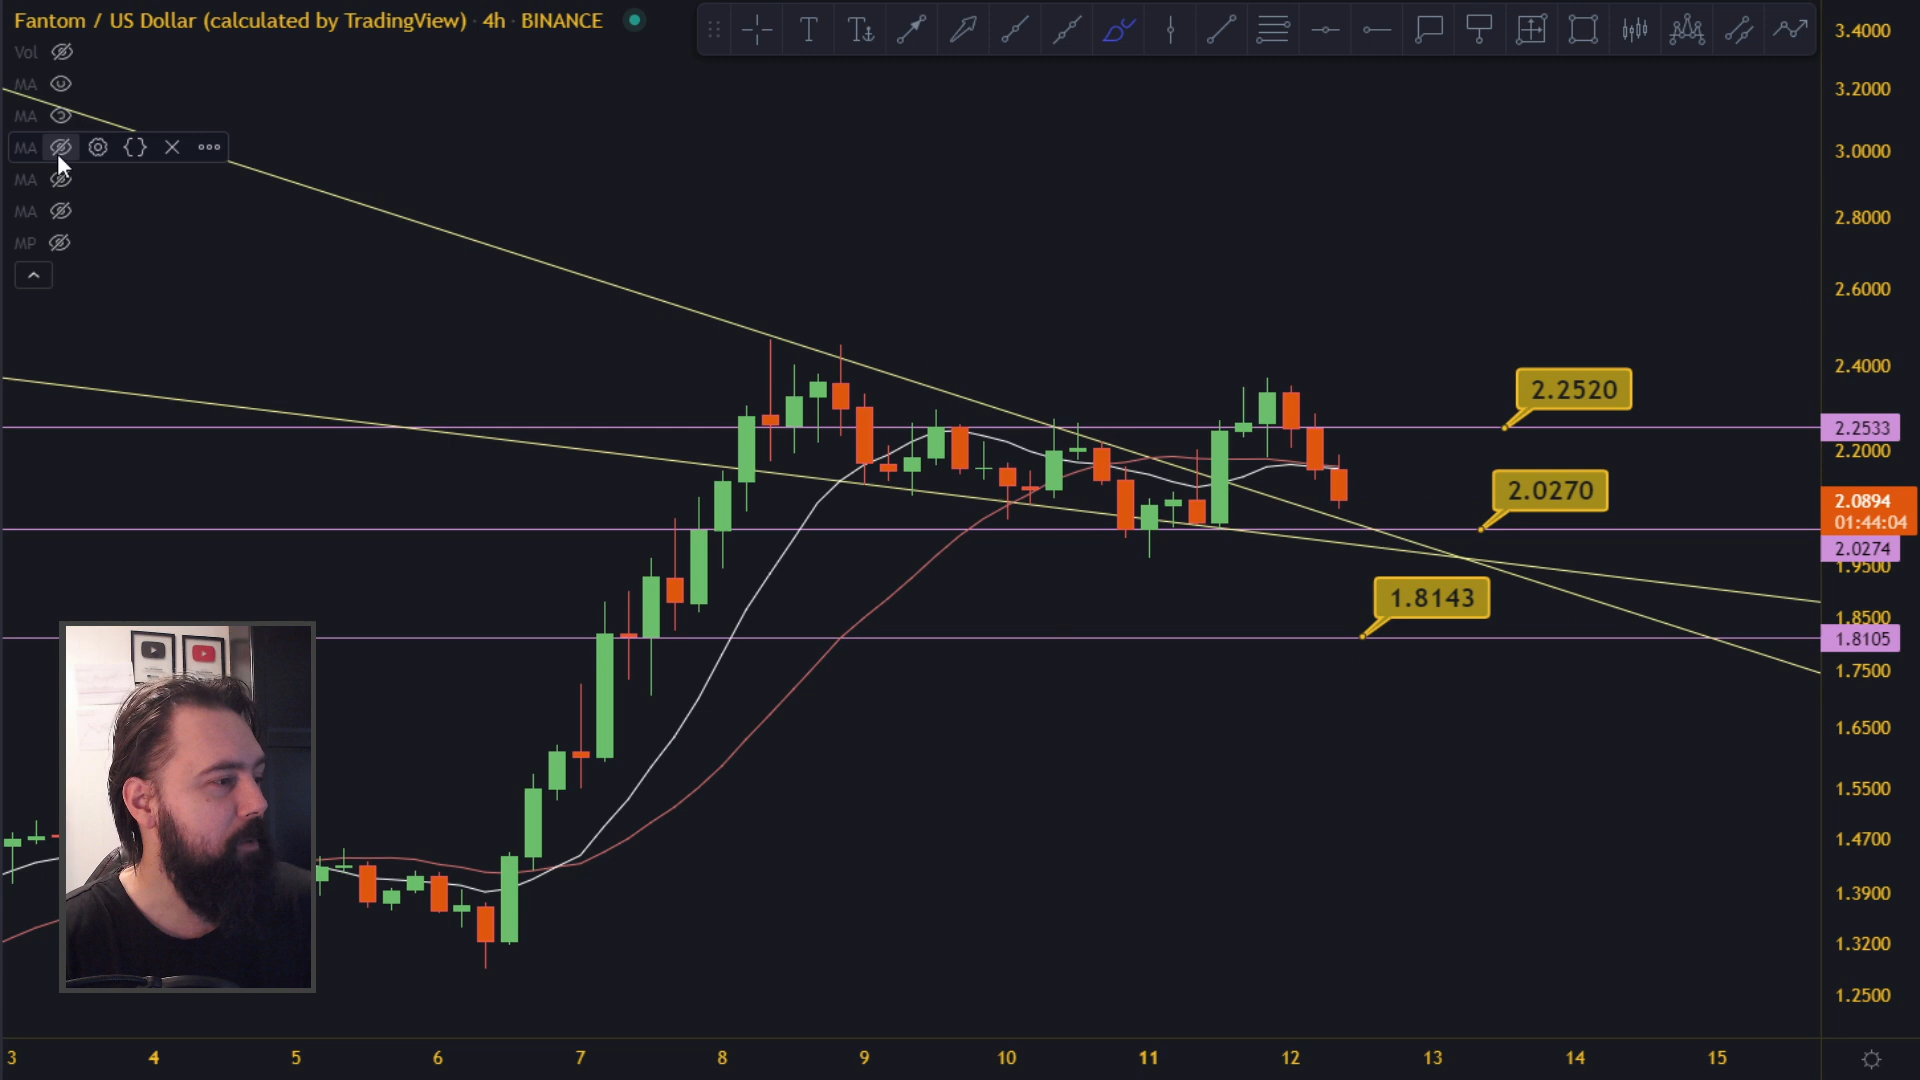 Fantom / US Dollar (calculated by TradingView) · 4h · BINANCE
Vol
MA
MA
MA
MA
MA
MP
T
T
3.4000
3.2000
3.0000
2.8000
2.6000
2.4000
2.2520
2.2533
2.2000
2.0270
2.0894
01:44:04
2.0274
1.9500
1.8143
1.8500
1.8105
1.7500
1.6500
1.5500
1.4700
1.3900
1.3200
1.2500
3 4 5 6 7 8 9 10 11 12 13 14 15